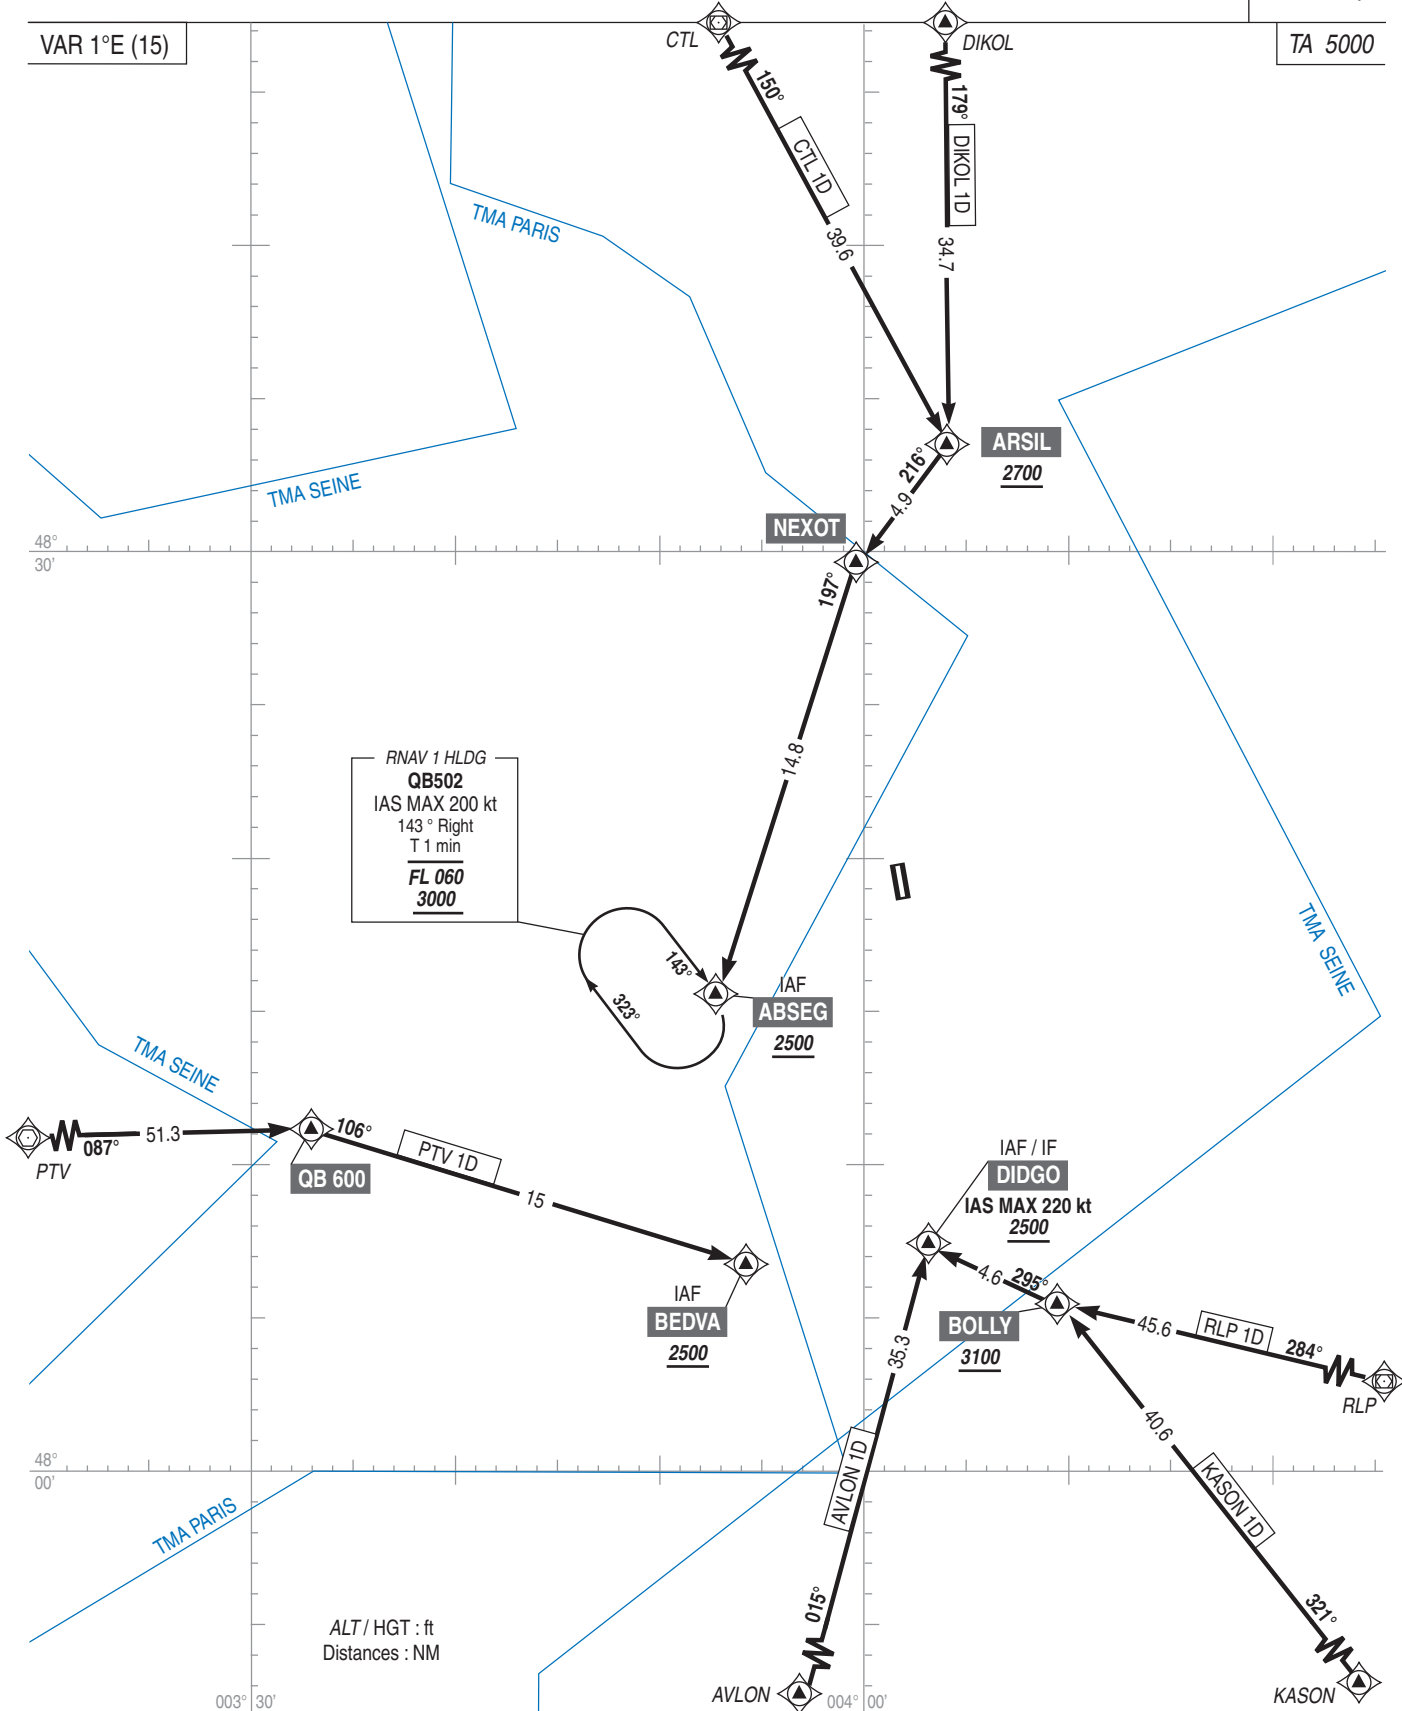 VAR 1°E (15)
CTL
DIKOL
TA 5000
150°
179°
CTL 1D
DIKOL 1D
TMA PARIS
39.6
34.7
ARSIL
2700
216°
4.9
TMA SEINE
NEXOT
48°
30'
197°
14.8
RNAV 1 HLDG
QB502
IAS MAX 200 kt
143 ° Right
T 1 min
FL 060
3000
TMA SEINE
143°
323°
IAF
ABSEG
2500
TMA SEINE
PTV
087°
51.3
106°
QB 600
PTV 1D
15
IAF / IF
DIDGO
IAS MAX 220 kt
2500
4.6
295°
IAF
BEDVA
2500
BOLLY
3100
45.6
RLP 1D
284°
RLP
35.3
40.6
48°
00'
AVLON 1D
KASON 1D
TMA PARIS
015°
321°
ALT / HGT : ft
Distances : NM
AVLON
KASON
003° 30'
004° 00'